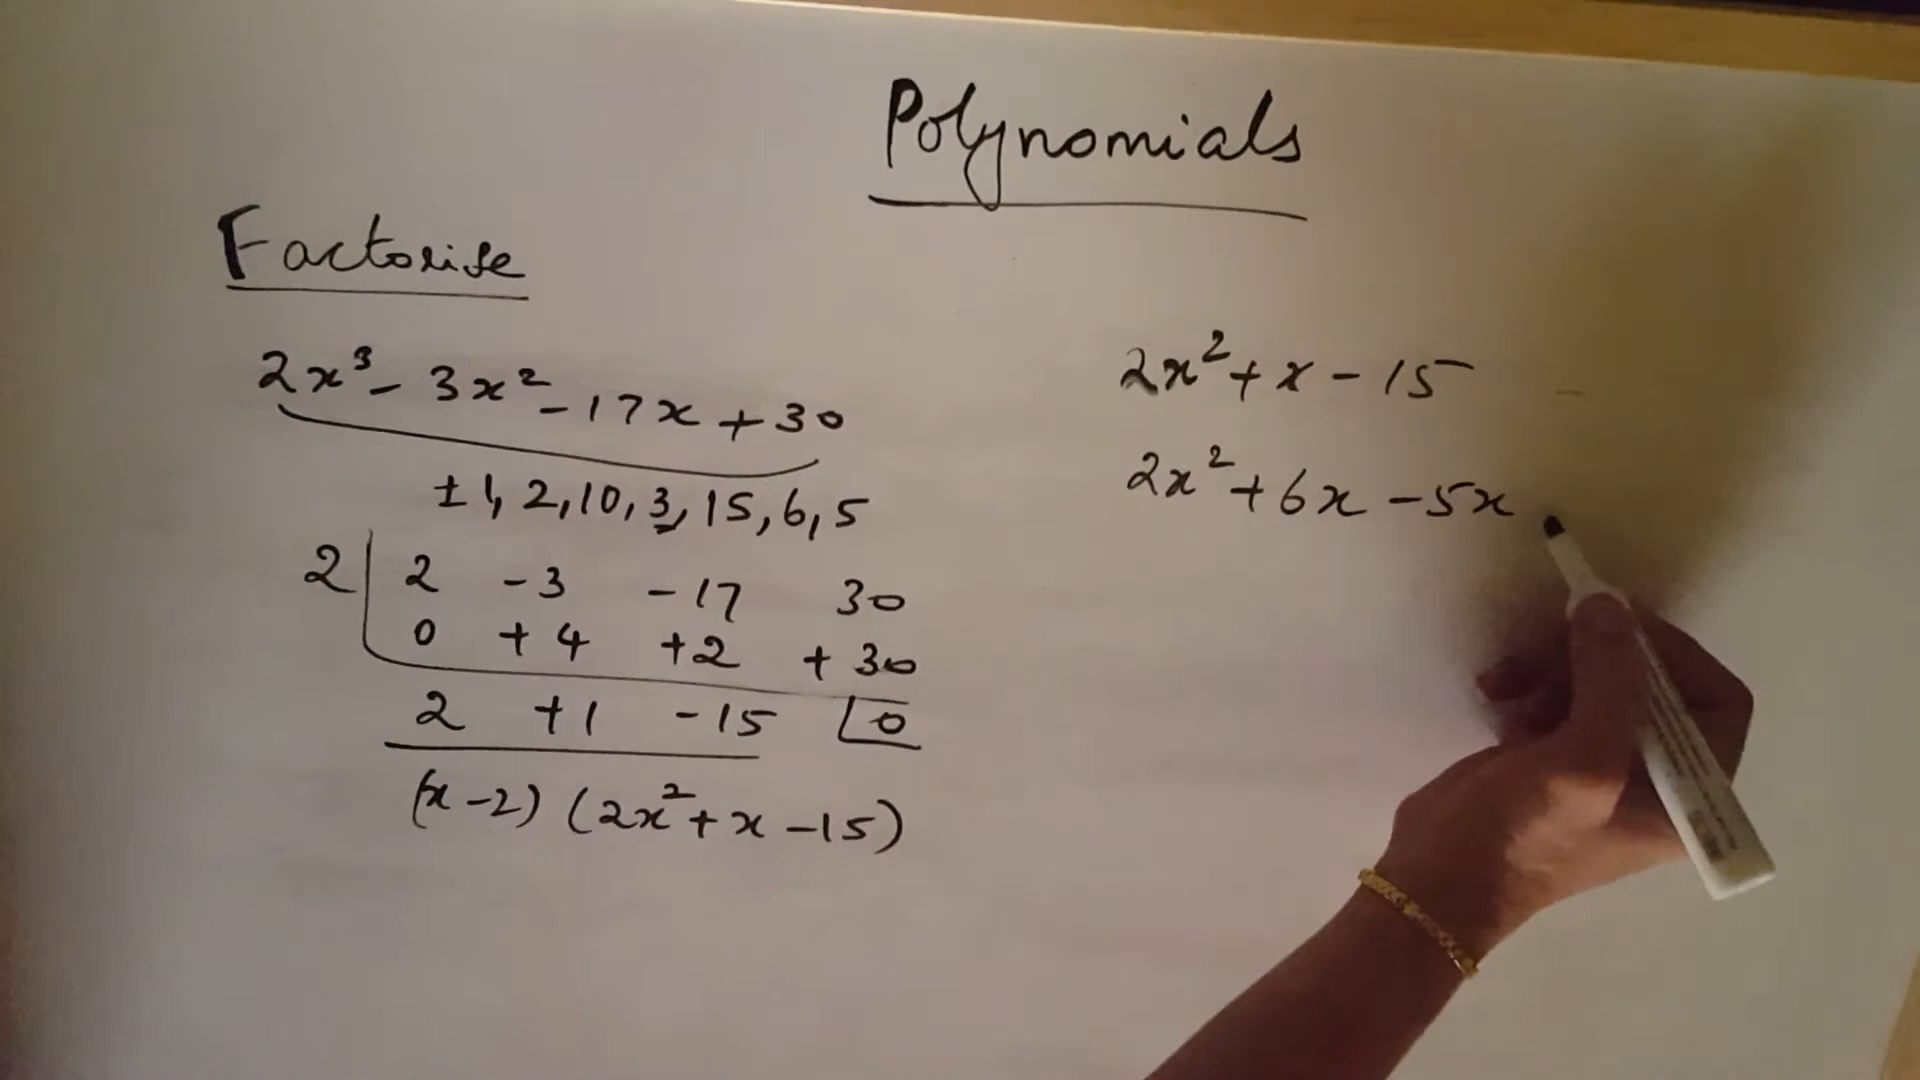 Polynomials
Factorise
2x³ - 3x² - 17x + 30
± 1, 2, 10, 3, 15, 6, 5
2 | 2 -3 -17 30
0 +4 +2 +30
2 +1 -15 |0
(x-2) (2x²+x-15)
2x²+x-15
2x²+6x-5x